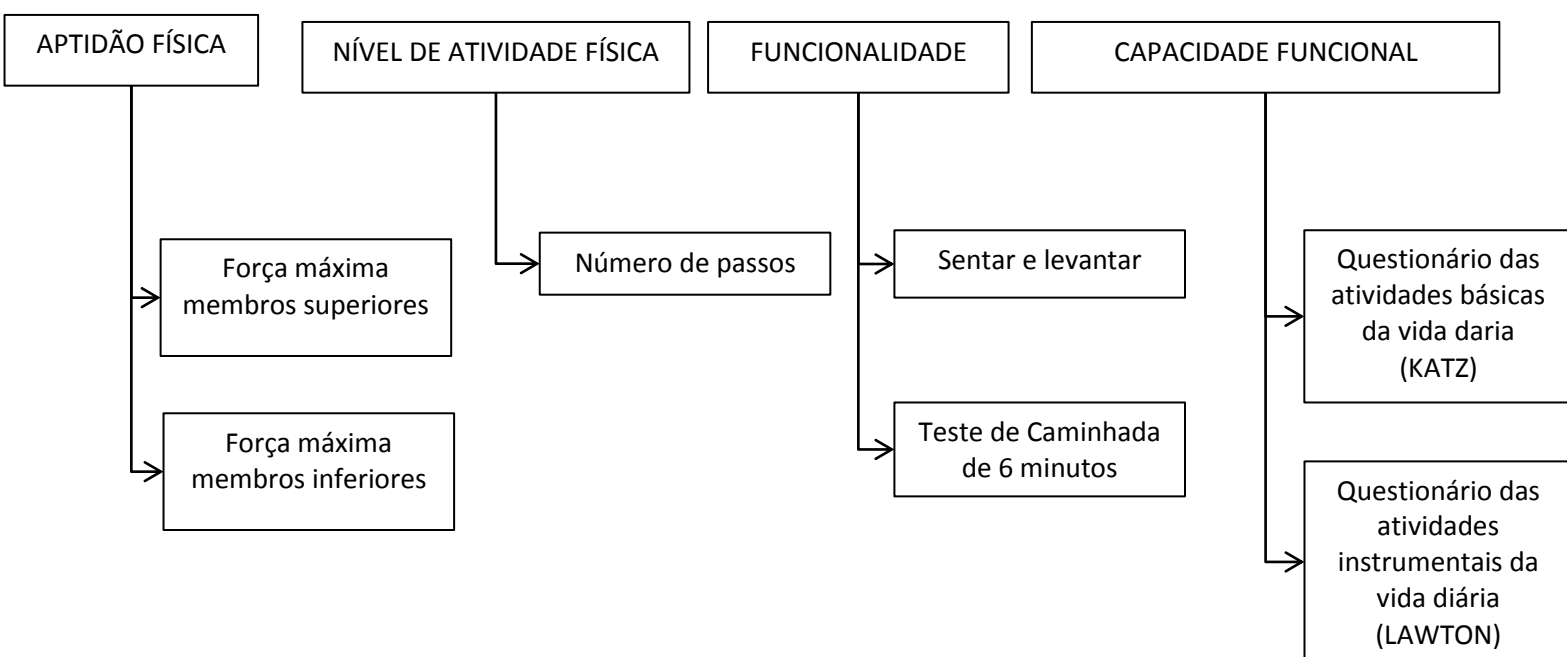 APTIDÃO FÍSICA
NÍVEL DE ATIVIDADE FÍSICA
FUNCIONALIDADE
CAPACIDADE FUNCIONAL
Força máxima
membros superiores
Força máxima
membros inferiores
Número de passos
Sentar e levantar
Teste de Caminhada
de 6 minutos
Questionário das
atividades básicas
da vida daria
(KATZ)
Questionário das
atividades
instrumentais da
vida diária
(LAWTON)